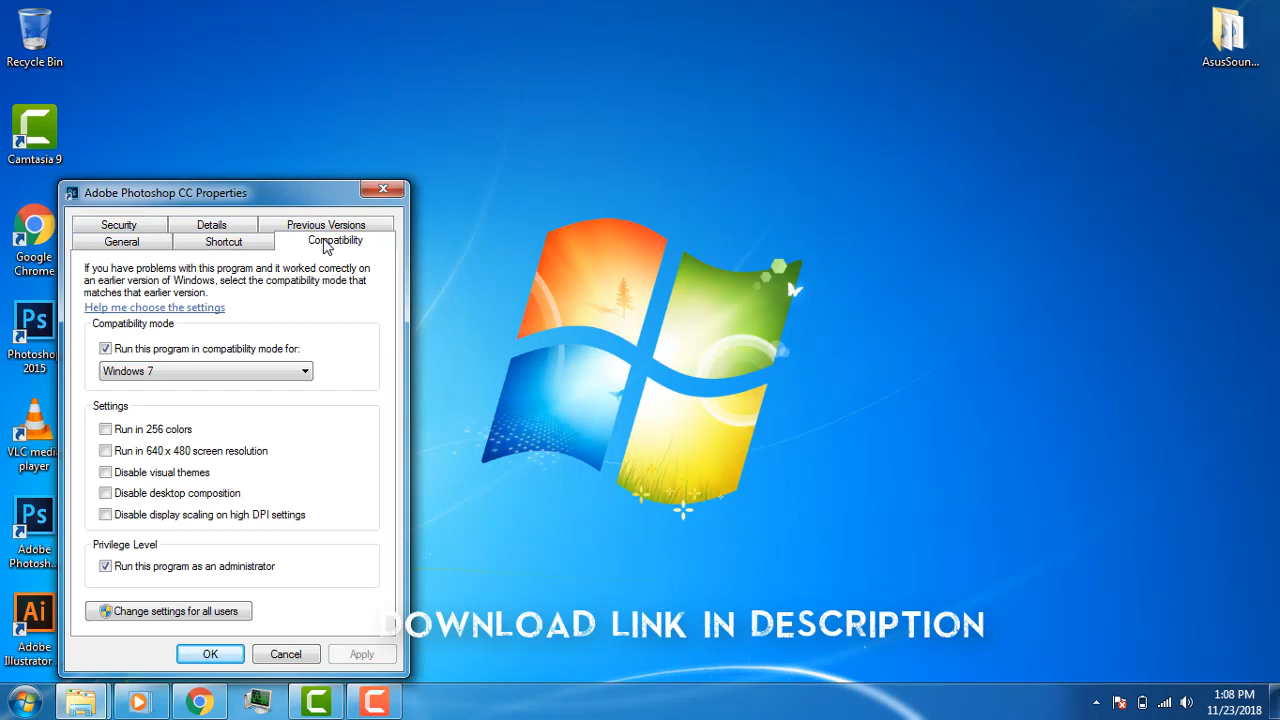 Recycle Bin
Camtasia 9
Google
Chrome
Ps
Photosho
2015
VLC medi
player
Ps
Adobe
Photosh...
Ai
Adobe
Illustrator
AsusSoun...
Ps
Adobe Photoshop CC Properties
Security
Details
Previous Versions
General
Shortcut
Compatibility
If you have problems with this program and it worked correctly on
an earlier version of Windows, select the compatibility mode that
matches that earlier version.
Help me choose the settings
Compatibility mode
Run this program in compatibility mode for:
Windows 7
Settings
Run in 256 colors
Run in 640 x 480 screen resolution
Disable visual themes
Disable desktop composition
Disable display scaling on high DPI settings
Privilege Level
Run this program as an administrator
Change settings for all users
OK
Cancel
Apply
DOWNLOAD LINK IN DESCRIPTION
1:08 PM
11/23/2018